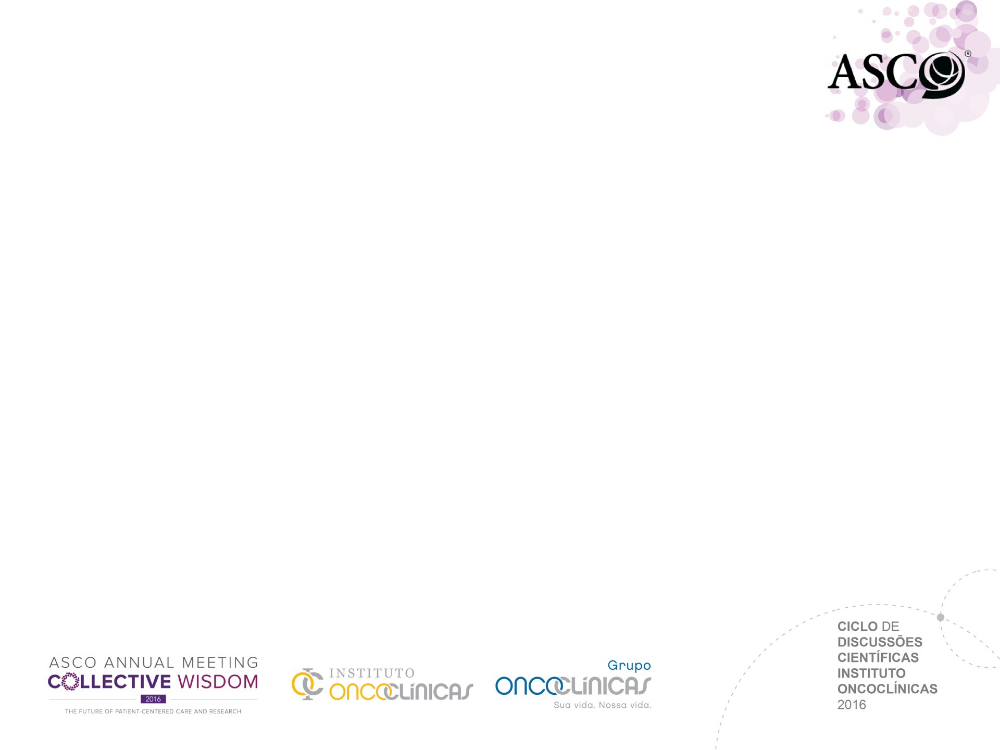 ASCO®
ASCO ANNUAL MEETING
COLLECTIVE WISDOM
2016
THE FUTURE OF PATIENT-CENTERED CARE AND RESEARCH
IOC INSTITUTO
ONCOCLÍNICAS
Grupo
ONCOCLÍNICAS
Sua vida. Nossa vida.
CICLO DE
DISCUSSÕES
CIENTÍFICAS
INSTITUTO
ONCOCLÍNICAS
2016